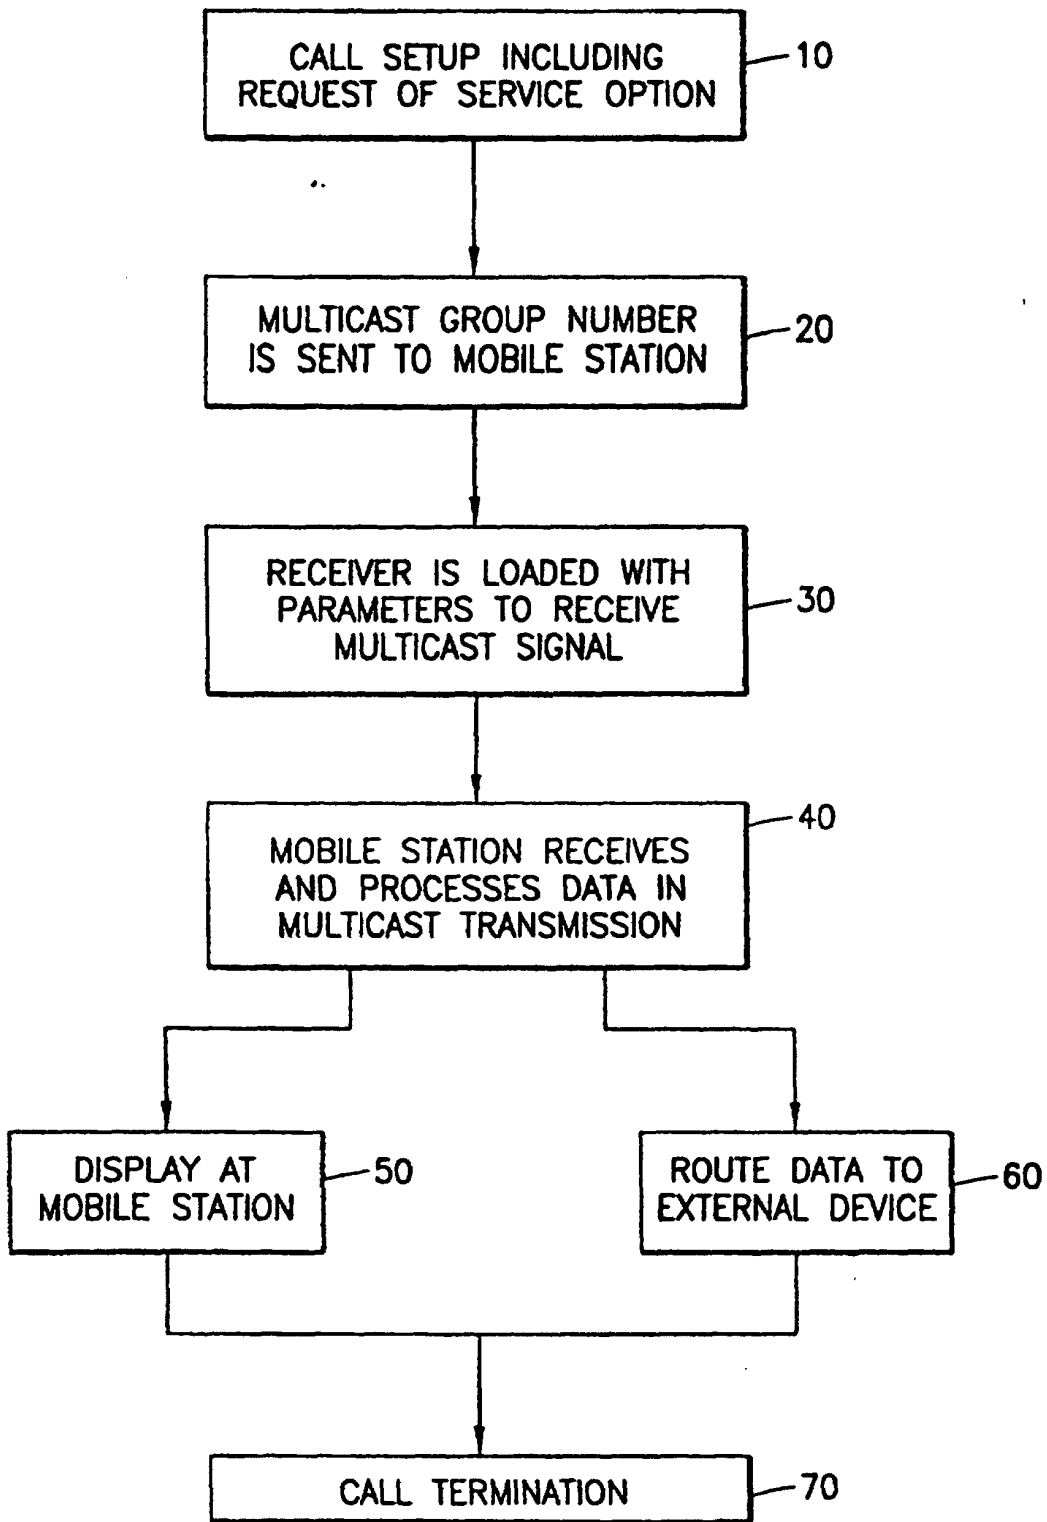 CALL SETUP INCLUDING
REQUEST OF SERVICE OPTION
10
MULTICAST GROUP NUMBER
IS SENT TO MOBILE STATION
20
RECEIVER IS LOADED WITH
PARAMETERS TO RECEIVE
MULTICAST SIGNAL
30
40
MOBILE STATION RECEIVES
AND PROCESSES DATA IN
MULTICAST TRANSMISSION
DISPLAY AT
MOBILE STATION
50
ROUTE DATA TO
EXTERNAL DEVICE
60
CALL TERMINATION
70